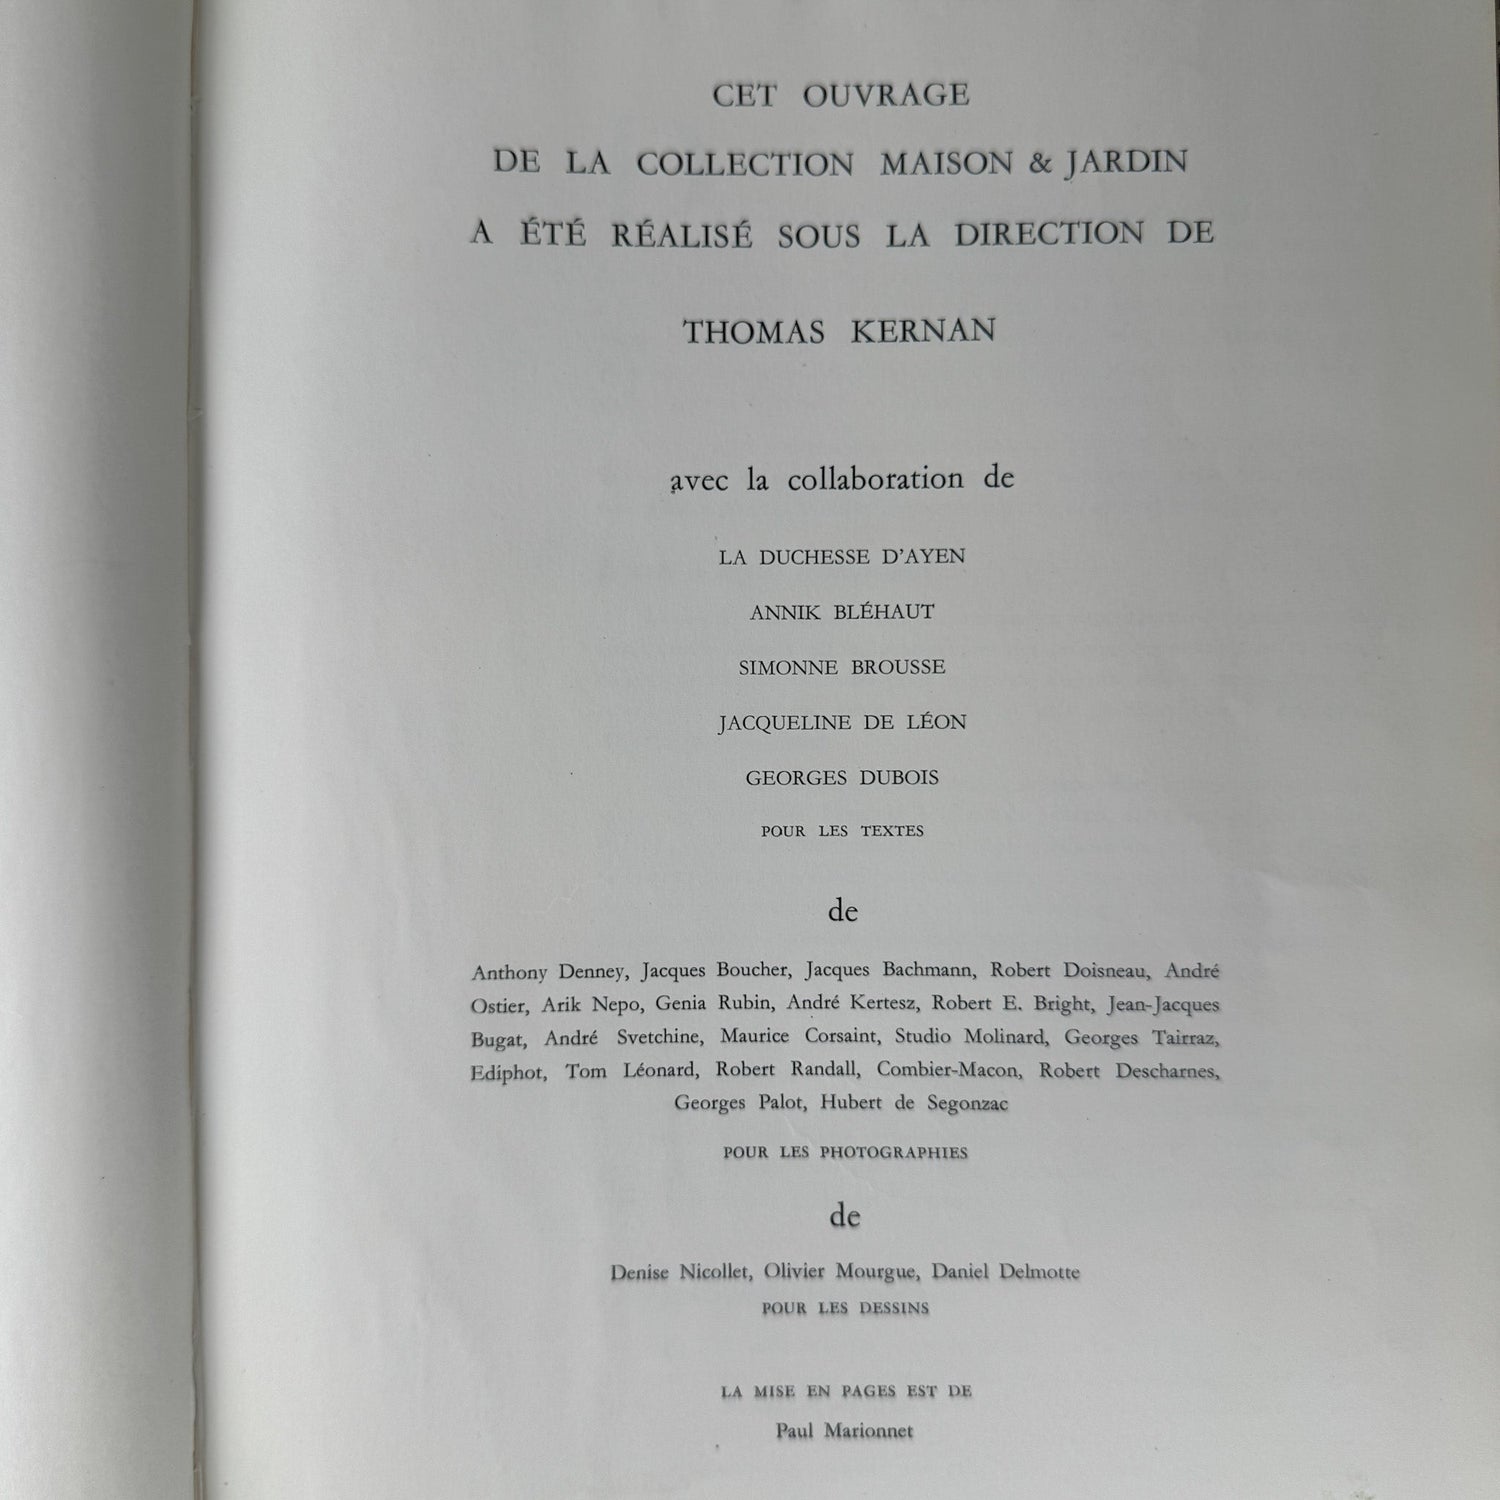 CET OUVRAGE
DE LA COLLECTION MAISON & JARDIN
A ÉTÉ RÉALISÉ SOUS LA DIRECTION DE
THOMAS KERNAN
avec la collaboration de
LA DUCHESSE D'AYEN
ANNIK BLÉHAUT
SIMONNE BROUSSE
JACQUELINE DE LÉON
GEORGES DUBOIS
POUR LES TEXTES
de
Anthony Denney, Jacques Boucher, Jacques Bachmann, Robert Doisneau, André
Ostier, Arik Nepo, Genia Rubin, André Kertesz, Robert E. Bright, Jean-Jacques
Bugat, André Svetchine, Maurice Corsaint, Studio Molinard, Georges Tairraz,
Ediphot, Tom Léonard, Robert Randall, Combier-Macon, Robert Descharnes,
Georges Palot, Hubert de Segonzac
POUR LES PHOTOGRAPHIES
de
Denise Nicollet, Olivier Mourgue, Daniel Delmotte
POUR LES DESSINS
LA MISE EN PAGES EST DE
Paul Marionnet